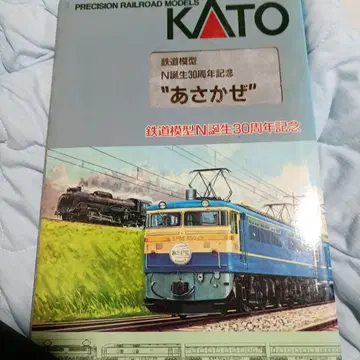 PRECISION RAILROAD MODELS
KATO
鉄道模型
N誕生30周年記念
"あさかぜ"
鉄道模型N誕生30周年記念